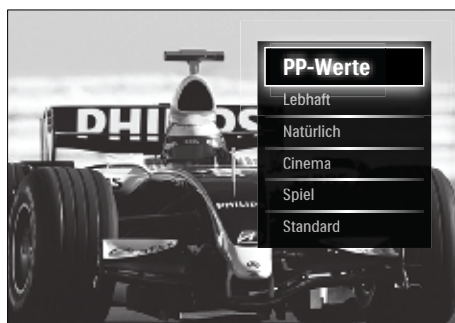 PP-Werte
Lebhaft
Natürlich
Cinema
Spiel
Standard
PHILIPS